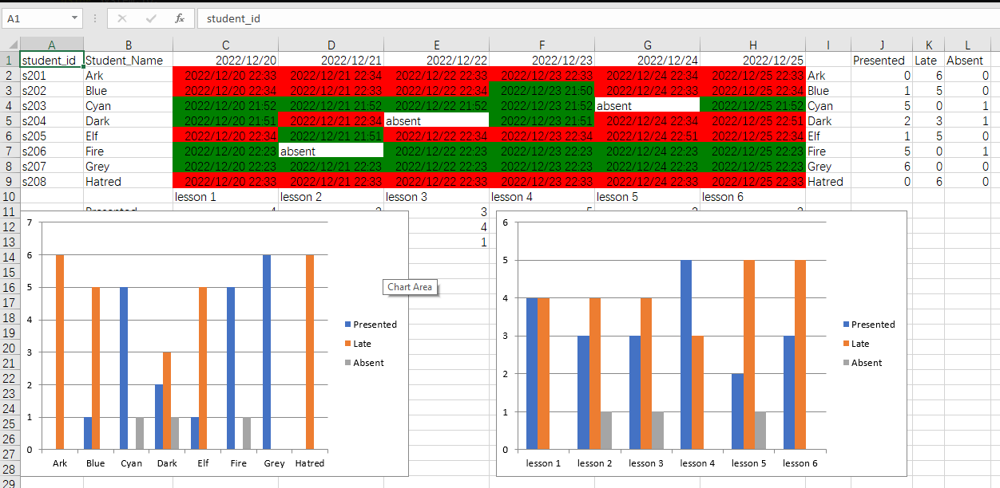 A1 fx student_id
A B C D E F G H I J K L
1 student_id Student_Name 2022/12/20 2022/12/21 2022/12/22 2022/12/23 2022/12/24 2022/12/25 Presented Late Absent
2 s201 Ark 2022/12/20 22:33 2022/12/21 22:34 2022/12/22 22:33 2022/12/23 22:33 2022/12/24 22:34 2022/12/25 22:33 Ark 0 6 0
3 s202 Blue 2022/12/20 22:34 2022/12/21 22:33 2022/12/22 22:34 2022/12/23 21:50 2022/12/24 22:33 2022/12/25 22:34 Blue 1 5 0
4 s203 Cyan 2022/12/20 21:52 2022/12/21 21:52 2022/12/22 21:52 2022/12/23 21:52 absent 2022/12/25 21:52 Cyan 5 0 1
5 s204 Dark 2022/12/20 21:51 2022/12/21 22:34 absent 2022/12/23 21:51 2022/12/24 22:34 2022/12/25 22:51 Dark 2 3 1
6 s205 Elf 2022/12/20 22:34 2022/12/21 21:51 2022/12/22 22:34 2022/12/23 22:34 2022/12/24 22:51 2022/12/25 22:34 Elf 1 5 0
7 s206 Fire 2022/12/20 22:23 absent 2022/12/22 22:23 2022/12/23 22:23 2022/12/24 22:23 2022/12/25 22:23 Fire 5 0 1
8 s207 Grey 2022/12/20 22:23 2022/12/21 22:23 2022/12/22 22:23 2022/12/23 22:23 2022/12/24 22:23 2022/12/25 22:23 Grey 6 0 0
9 s208 Hatred 2022/12/20 22:33 2022/12/21 22:33 2022/12/22 22:33 2022/12/23 22:33 2022/12/24 22:33 2022/12/25 22:33 Hatred 0 6 0
10 lesson 1 lesson 2 lesson 3 lesson 4 lesson 5 lesson 6
11 Presented 3
12 4
13 1
14
15
16
17
18
19
20
21
22
23
24
25
26
27
28
29
7
6
5
4
3
2
1
0
Ark Blue Cyan Dark Elf Fire Grey Hatred
Presented
Late
Absent
Chart Area
6
5
4
3
2
1
0
lesson 1 lesson 2 lesson 3 lesson 4 lesson 5 lesson 6
Presented
Late
Absent